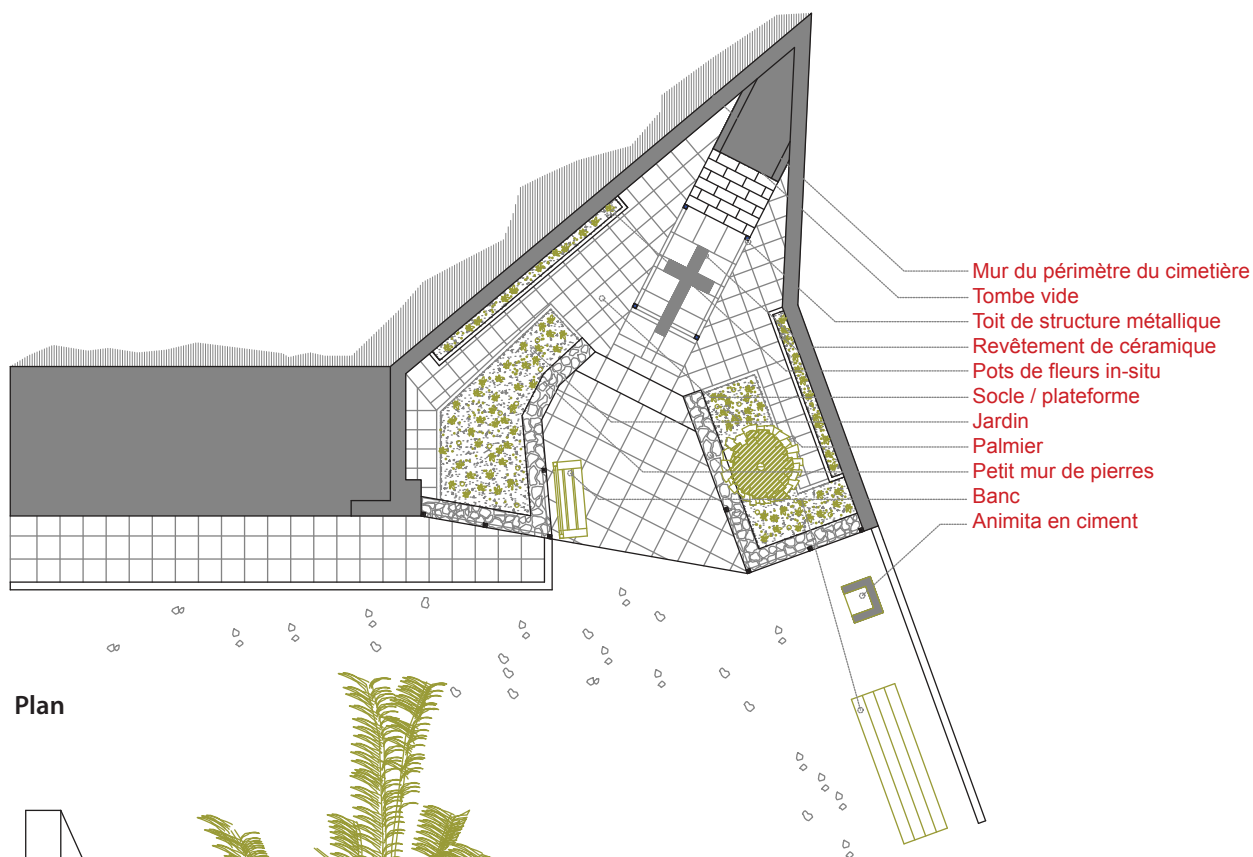 Mur du périmètre du cimetière
Tombe vide
Toit de structure métallique
Revêtement de céramique
Pots de fleurs in-situ
Socle / plateforme
Jardin
Palmier
Petit mur de pierres
Banc
Animita en ciment
Plan